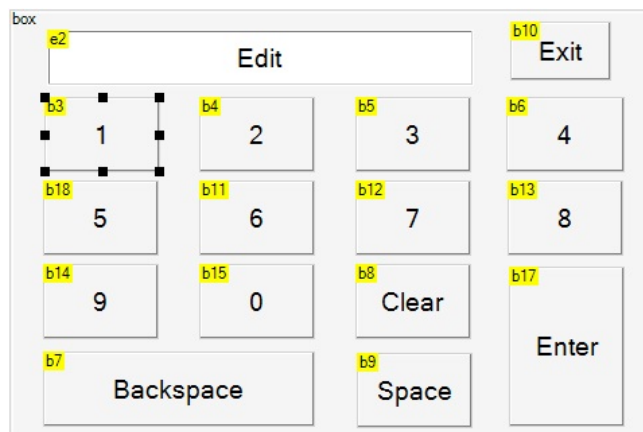 box
e2 Edit b10 Exit
b3 1 b4 2 b5 3 b6 4
b18 5 b11 6 b12 7 b13 8
b14 9 b15 0 b8 Clear b17 Enter
b7 Backspace b9 Space